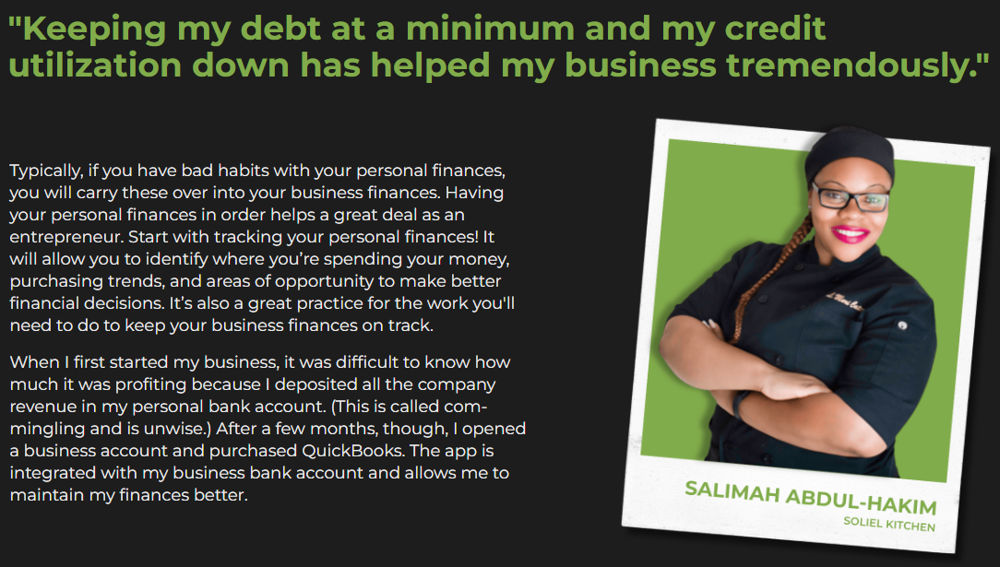 "Keeping my debt at a minimum and my credit
utilization down has helped my business tremendously."
Typically, if you have bad habits with your personal finances,
you will carry these over into your business finances. Having
your personal finances in order helps a great deal as an
entrepreneur. Start with tracking your personal finances! It
will allow you to identify where you’re spending your money,
purchasing trends, and areas of opportunity to make better
financial decisions. It’s also a great practice for the work you'll
need to do to keep your business finances on track.
When I first started my business, it was difficult to know how
much it was profiting because I deposited all the company
revenue in my personal bank account. (This is called com-
mingling and is unwise.) After a few months, though, I opened
a business account and purchased QuickBooks. The app is
integrated with my business bank account and allows me to
maintain my finances better.
SALIMAH ABDUL-HAKIM
SOLIEL KITCHEN